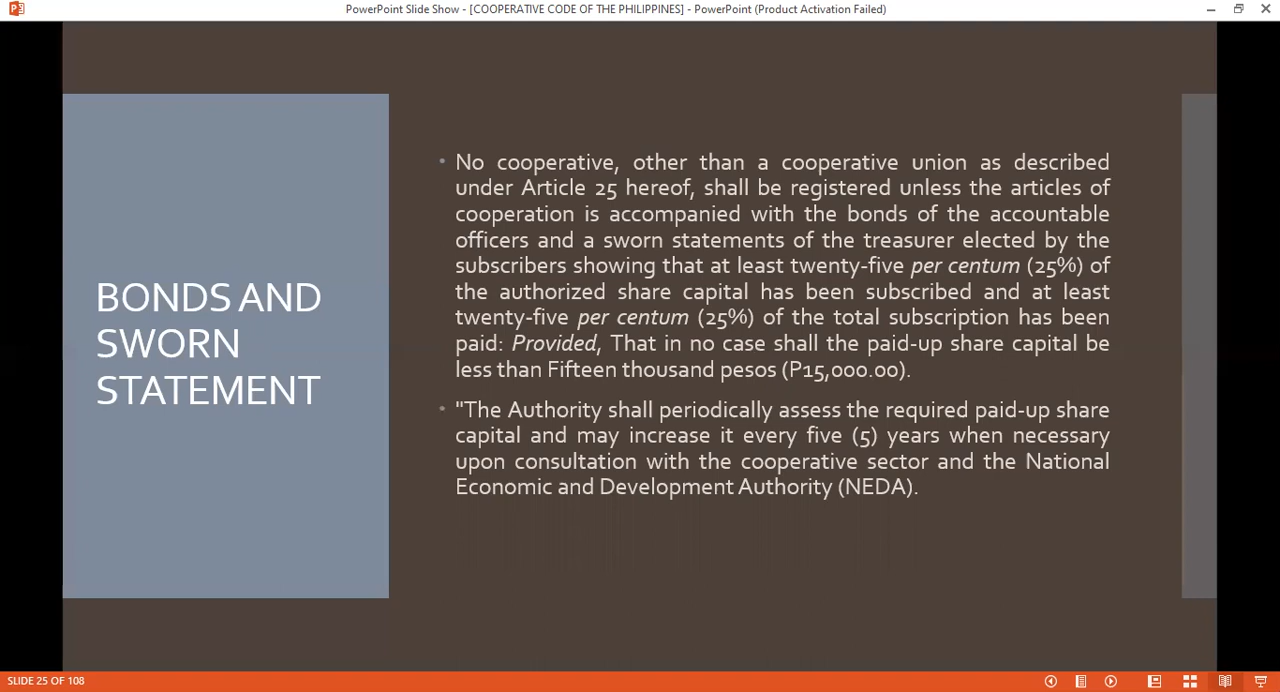 PowerPoint Slide Show - [COOPERATIVE CODE OF THE PHILIPPINES] - PowerPoint (Product Activation Failed)
BONDS AND
SWORN
STATEMENT
• No cooperative, other than a cooperative union as described
under Article 25 hereof, shall be registered unless the articles of
cooperation is accompanied with the bonds of the accountable
officers and a sworn statements of the treasurer elected by the
subscribers showing that at least twenty-five per centum (25%) of
the authorized share capital has been subscribed and at least
twenty-five per centum (25%) of the total subscription has been
paid: Provided, That in no case shall the paid-up share capital be
less than Fifteen thousand pesos (P15,000.00).
• "The Authority shall periodically assess the required paid-up share
capital and may increase it every five (5) years when necessary
upon consultation with the cooperative sector and the National
Economic and Development Authority (NEDA).
SLIDE 25 OF 108